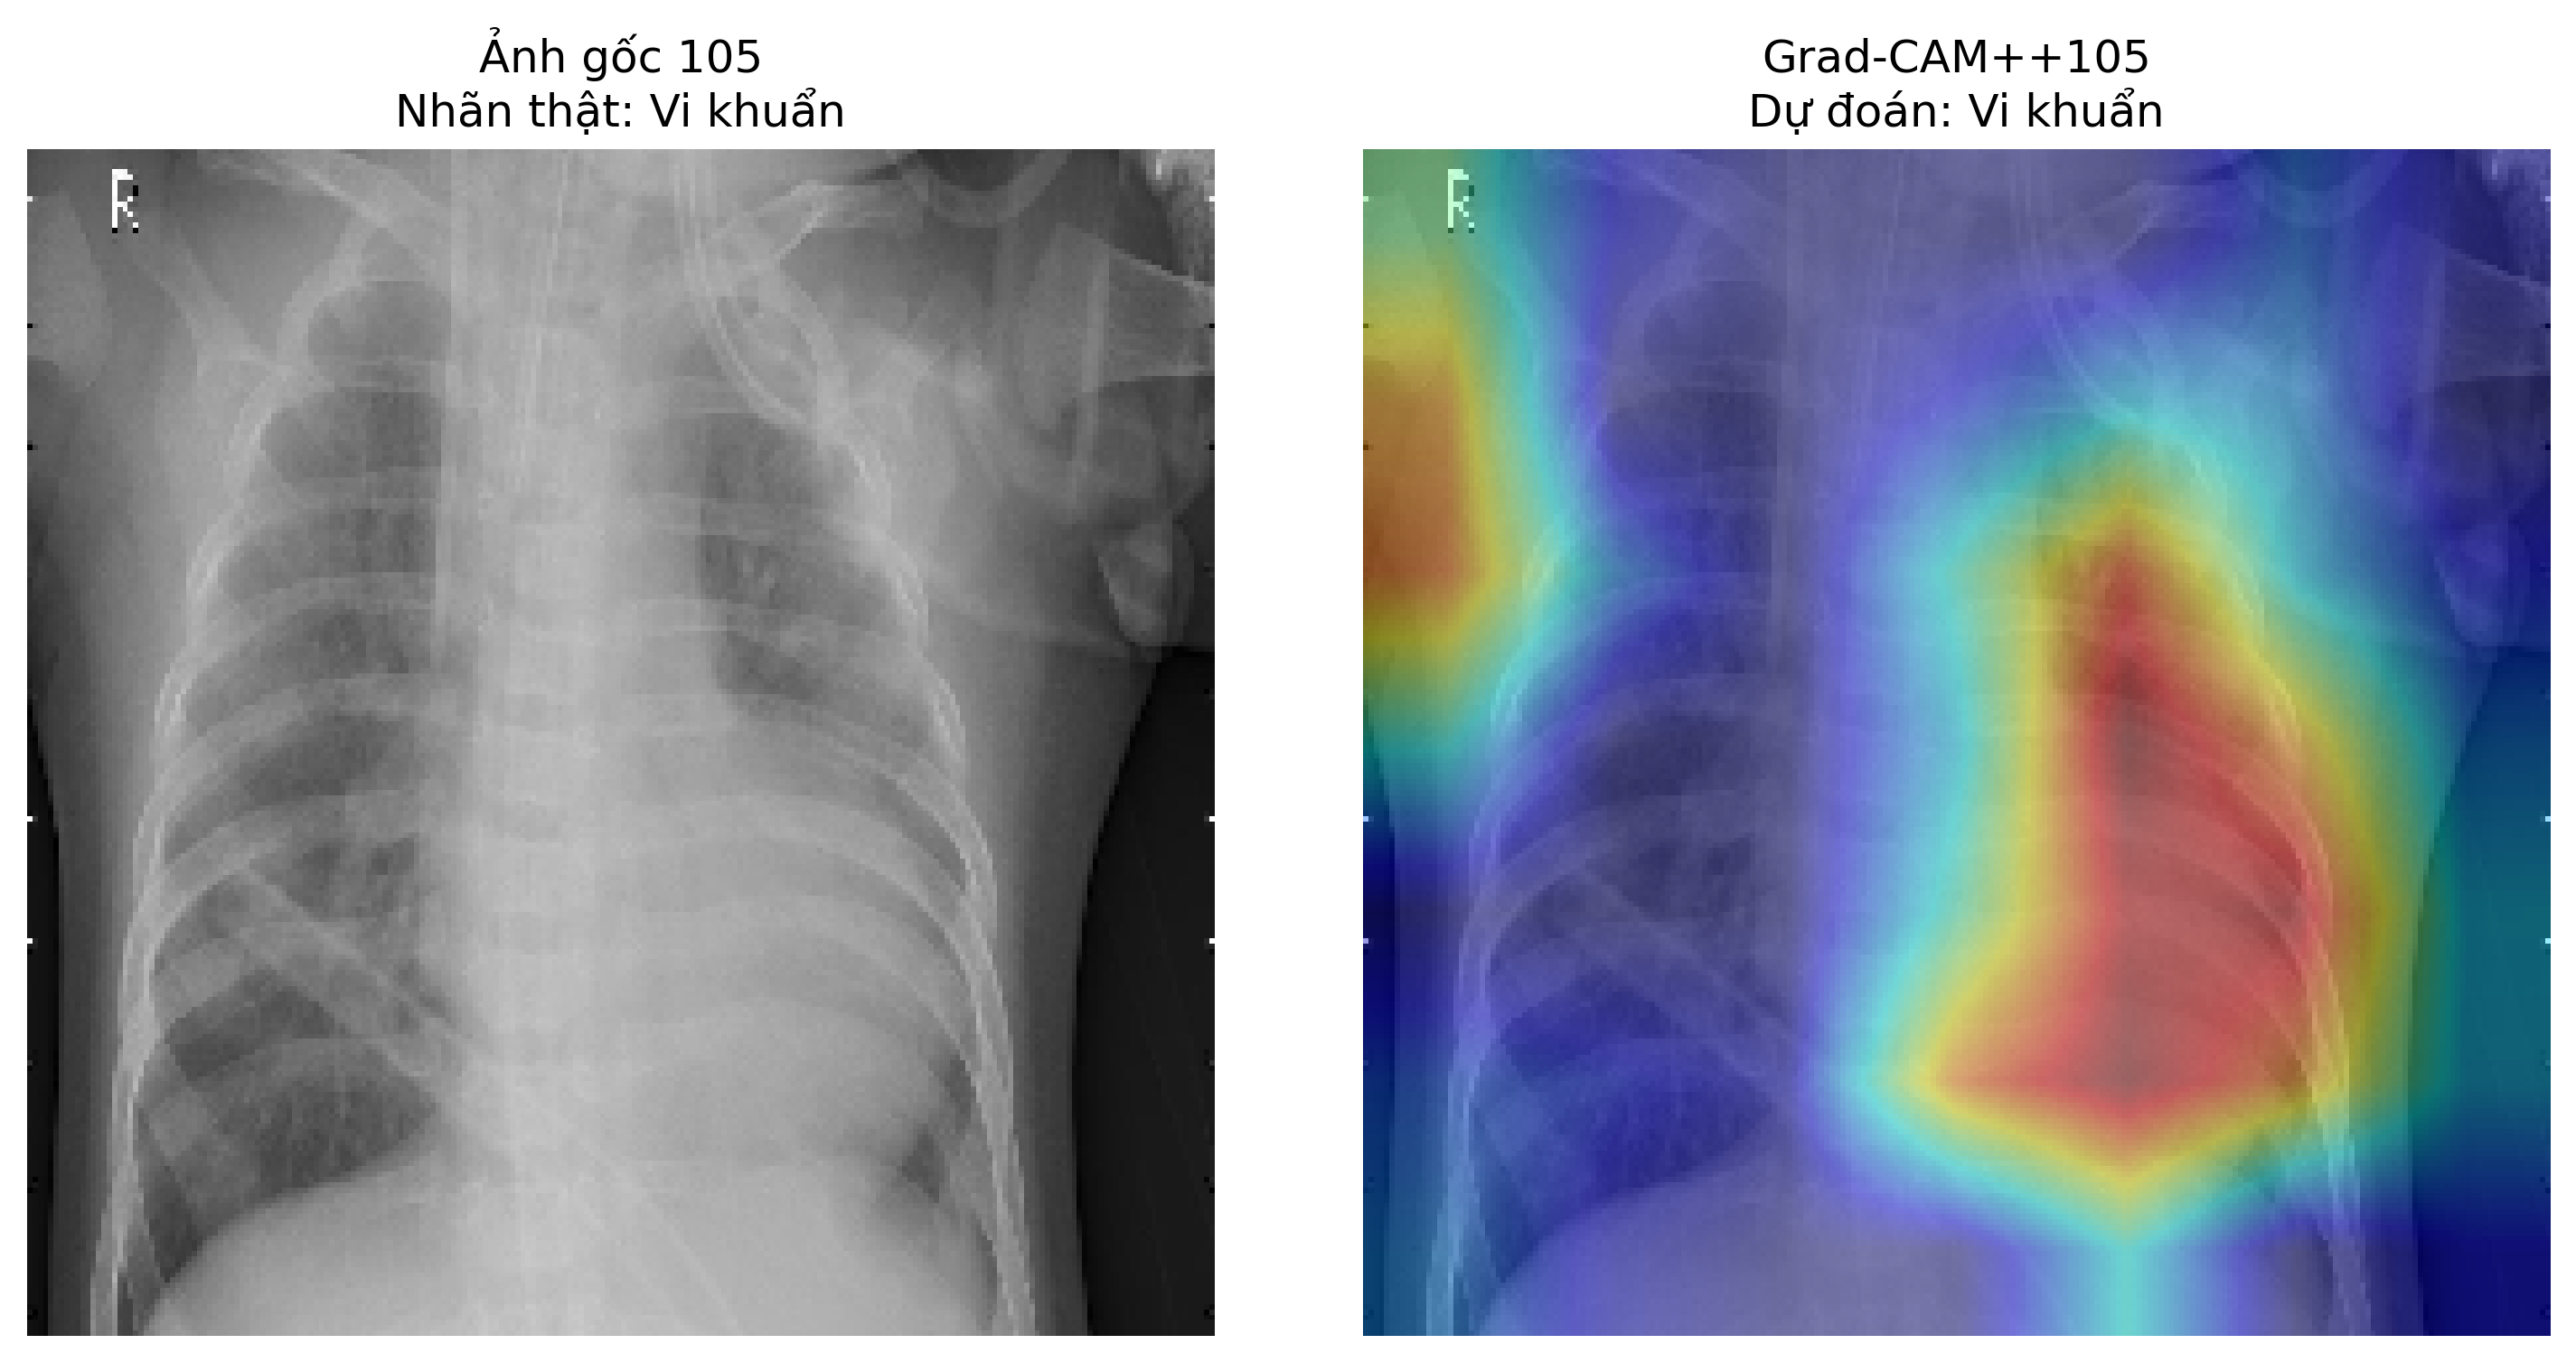 Ảnh gốc 105
Nhãn thật: Vi khuẩn
R
Grad-CAM++105
Dự đoán: Vi khuẩn
R